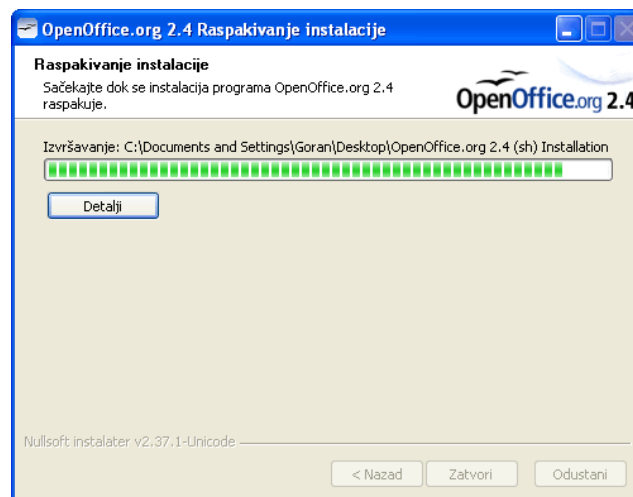 OpenOffice.org 2.4 Raspakivanje instalacije
Raspakivanje instalacije
Sačekajte dok se instalacija programa OpenOffice.org 2.4
raspakuje.
OpenOffice.org 2.4
Izvršavanje: C:\Documents and Settings\Goran\Desktop\OpenOffice.org 2.4 (sh) Installation
Detalji
Nullsoft instalater v2.37.1-Unicode
< Nazad
Zatvori
Odustani